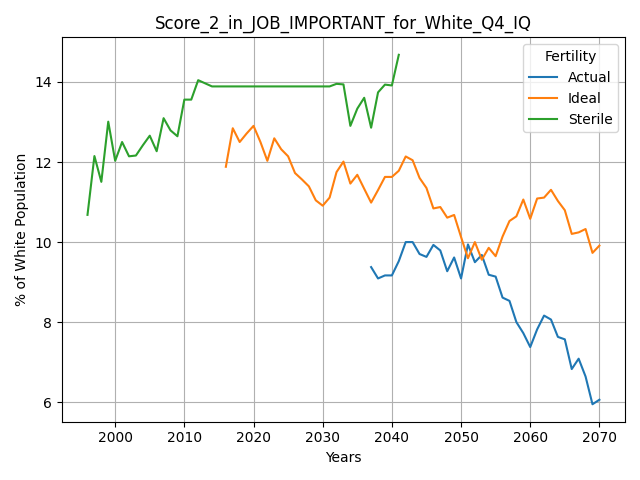 Score_2_in_JOB_IMPORTANT_for_White_Q4_IQ
Fertility
Actual
Ideal
Sterile
% of White Population
14
12
10
8
6
2000 2010 2020 2030 2040 2050 2060 2070
Years